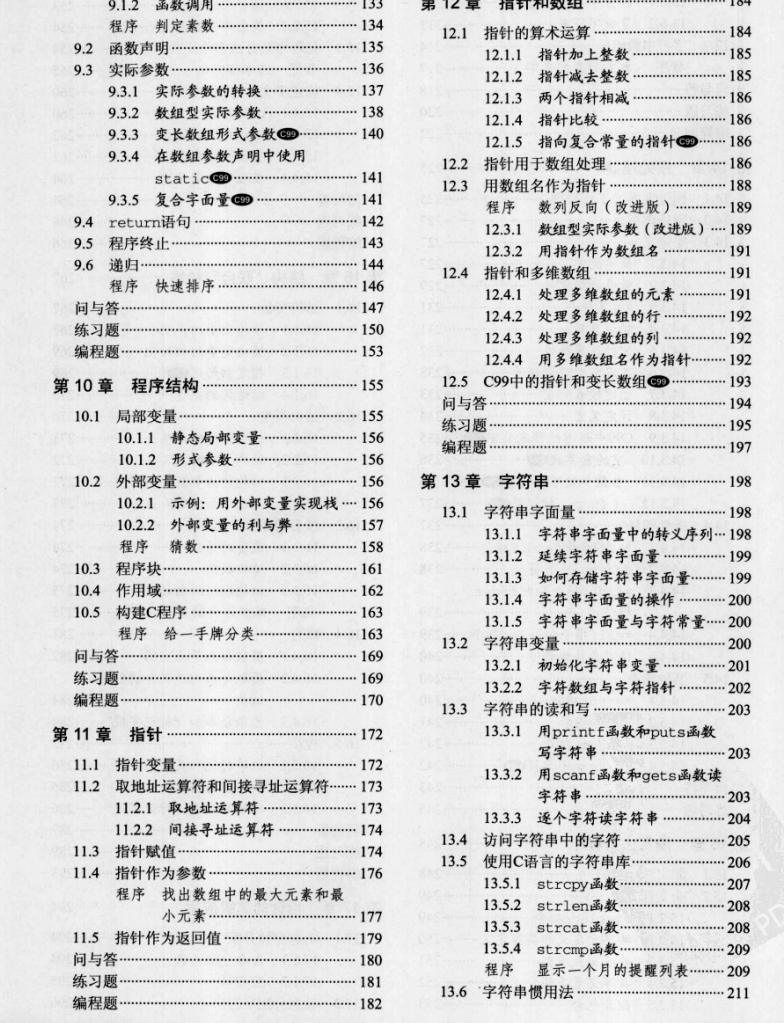 9.1.2 函数调用 133
程序 判定素数 134
9.2 函数声明 135
9.3 实际参数 136
9.3.1 实际参数的转换 137
9.3.2 数组型实际参数 138
9.3.3 变长数组形式参数C99 140
9.3.4 在数组参数声明中使用
staticC99 141
9.3.5 复合字面量C99 141
9.4 return语句 142
9.5 程序终止 143
9.6 递归 144
程序 快速排序 146
问与答 147
练习题 150
编程题 153
第 10 章 程序结构 155
10.1 局部变量 155
10.1.1 静态局部变量 156
10.1.2 形式参数 156
10.2 外部变量 156
10.2.1 示例：用外部变量实现栈 156
10.2.2 外部变量的利与弊 157
程序 猜数 158
10.3 程序块 161
10.4 作用域 162
10.5 构建C程序 163
程序 给一手牌分类 163
问与答 169
练习题 169
编程题 170
第 11 章 指针 172
11.1 指针变量 172
11.2 取地址运算符和间接寻址运算符 173
11.2.1 取地址运算符 173
11.2.2 间接寻址运算符 174
11.3 指针赋值 174
11.4 指针作为参数 176
程序 找出数组中的最大元素和最
小元素 177
11.5 指针作为返回值 179
问与答 180
练习题 181
编程题 182
第 12 章 指针和数组 184
12.1 指针的算术运算 184
12.1.1 指针加上整数 185
12.1.2 指针减去整数 185
12.1.3 两个指针相减 186
12.1.4 指针比较 186
12.1.5 指向复合常量的指针C99 186
12.2 指针用于数组处理 186
12.3 用数组名作为指针 188
程序 数列反向（改进版） 189
12.3.1 数组型实际参数（改进版） 189
12.3.2 用指针作为数组名 191
12.4 指针和多维数组 191
12.4.1 处理多维数组的元素 191
12.4.2 处理多维数组的行 192
12.4.3 处理多维数组的列 192
12.4.4 用多维数组名作为指针 192
12.5 C99中的指针和变长数组C99 193
问与答 194
练习题 195
编程题 197
第 13 章 字符串 198
13.1 字符串字面量 198
13.1.1 字符串字面量中的转义序列 198
13.1.2 延续字符串字面量 199
13.1.3 如何存储字符串字面量 199
13.1.4 字符串字面量的操作 200
13.1.5 字符串字面量与字符常量 200
13.2 字符串变量 200
13.2.1 初始化字符串变量 201
13.2.2 字符数组与字符指针 202
13.3 字符串的读和写 203
13.3.1 用printf函数和puts函数
写字符串 203
13.3.2 用scanf函数和gets函数读
字符串 203
13.3.3 逐个字符读字符串 204
13.4 访问字符串中的字符 205
13.5 使用C语言的字符串库 206
13.5.1 strcpy函数 207
13.5.2 strlen函数 208
13.5.3 strcat函数 208
13.5.4 strcmp函数 209
程序 显示一个月的提醒列表 209
13.6 字符串惯用法 211